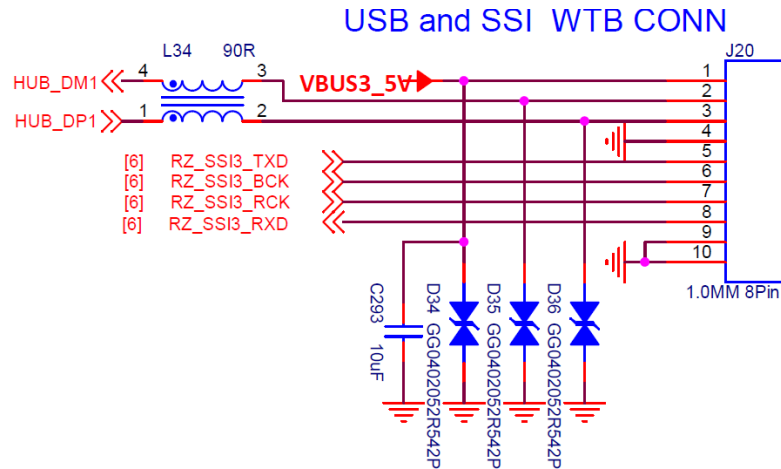 USB and SSI WTB CONN
L34 90R
J20
4 3
HUB_DM1
VBUS3_5V
1 2
HUB_DP1
1
2
3
4
5
6
7
8
9
10
[6] RZ_SSI3_TXD
[6] RZ_SSI3_BCK
[6] RZ_SSI3_RCK
[6] RZ_SSI3_RXD
1.0MM 8Pin
C293 10uF
D34 GG0402052R542P
D35 GG0402052R542P
D36 GG0402052R542P